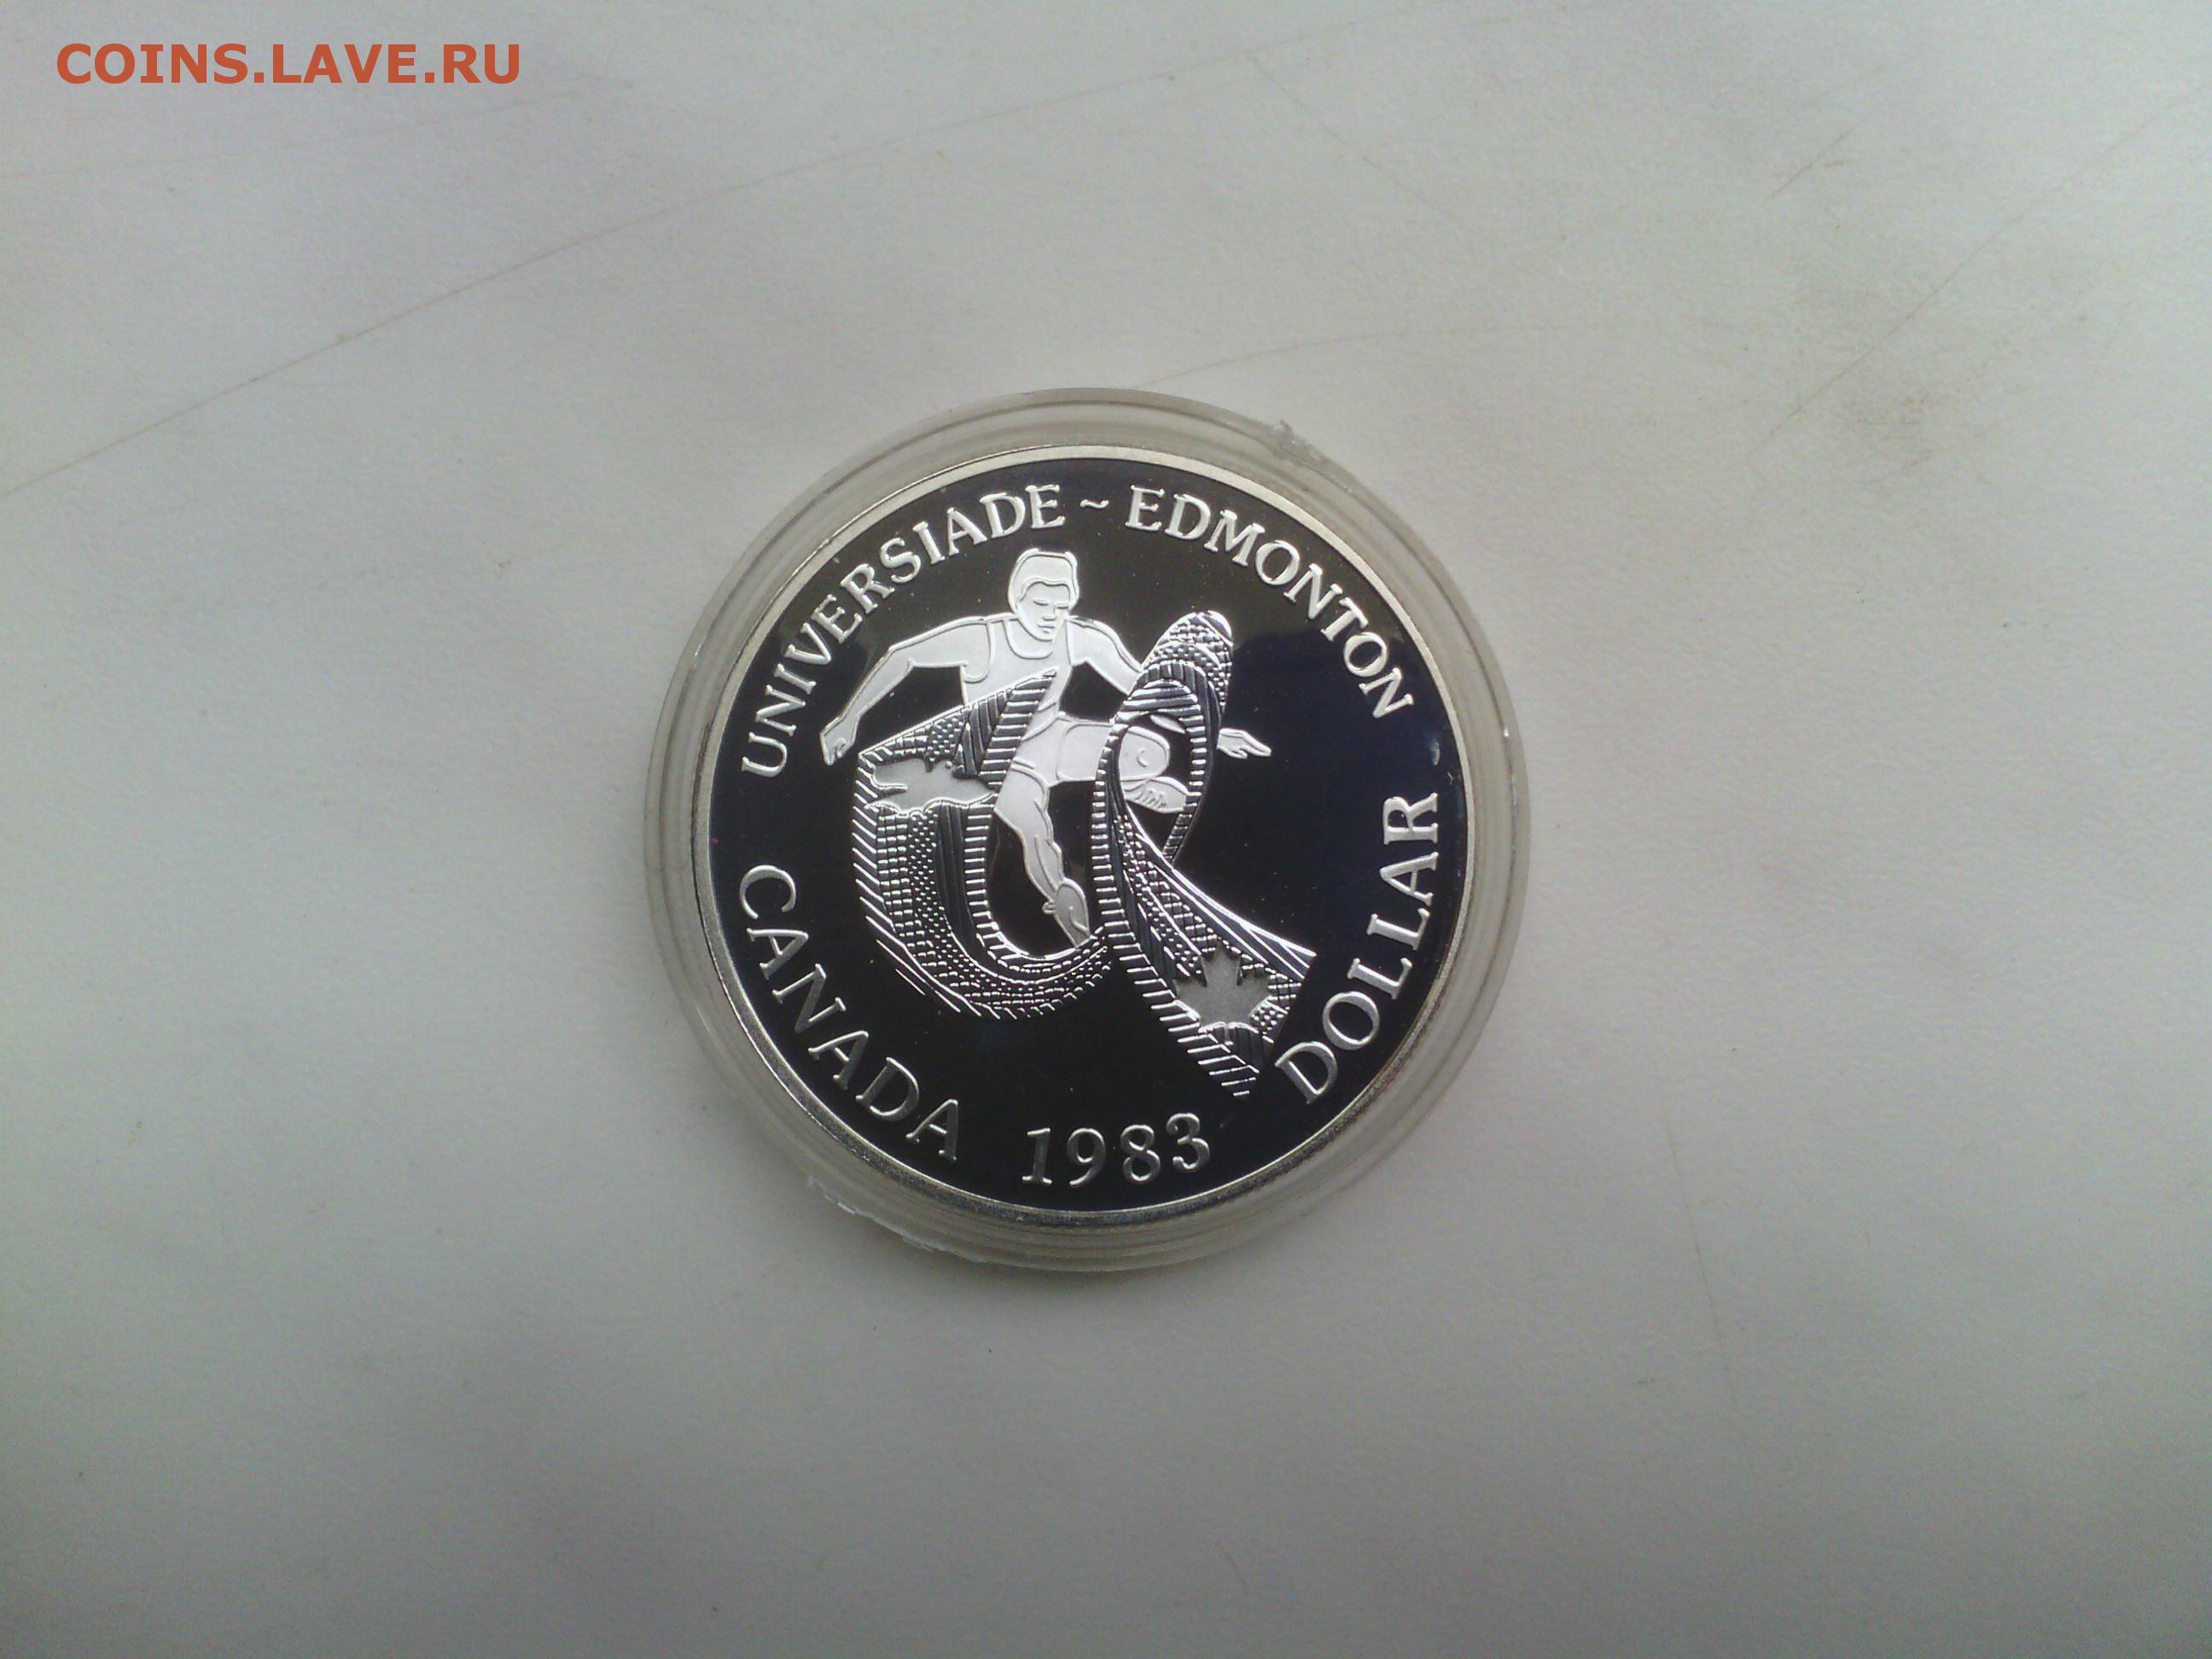 COINS.LAVE.RU
UNIVERSIADE ~ EDMONTON
CANADA 1983 DOLLAR